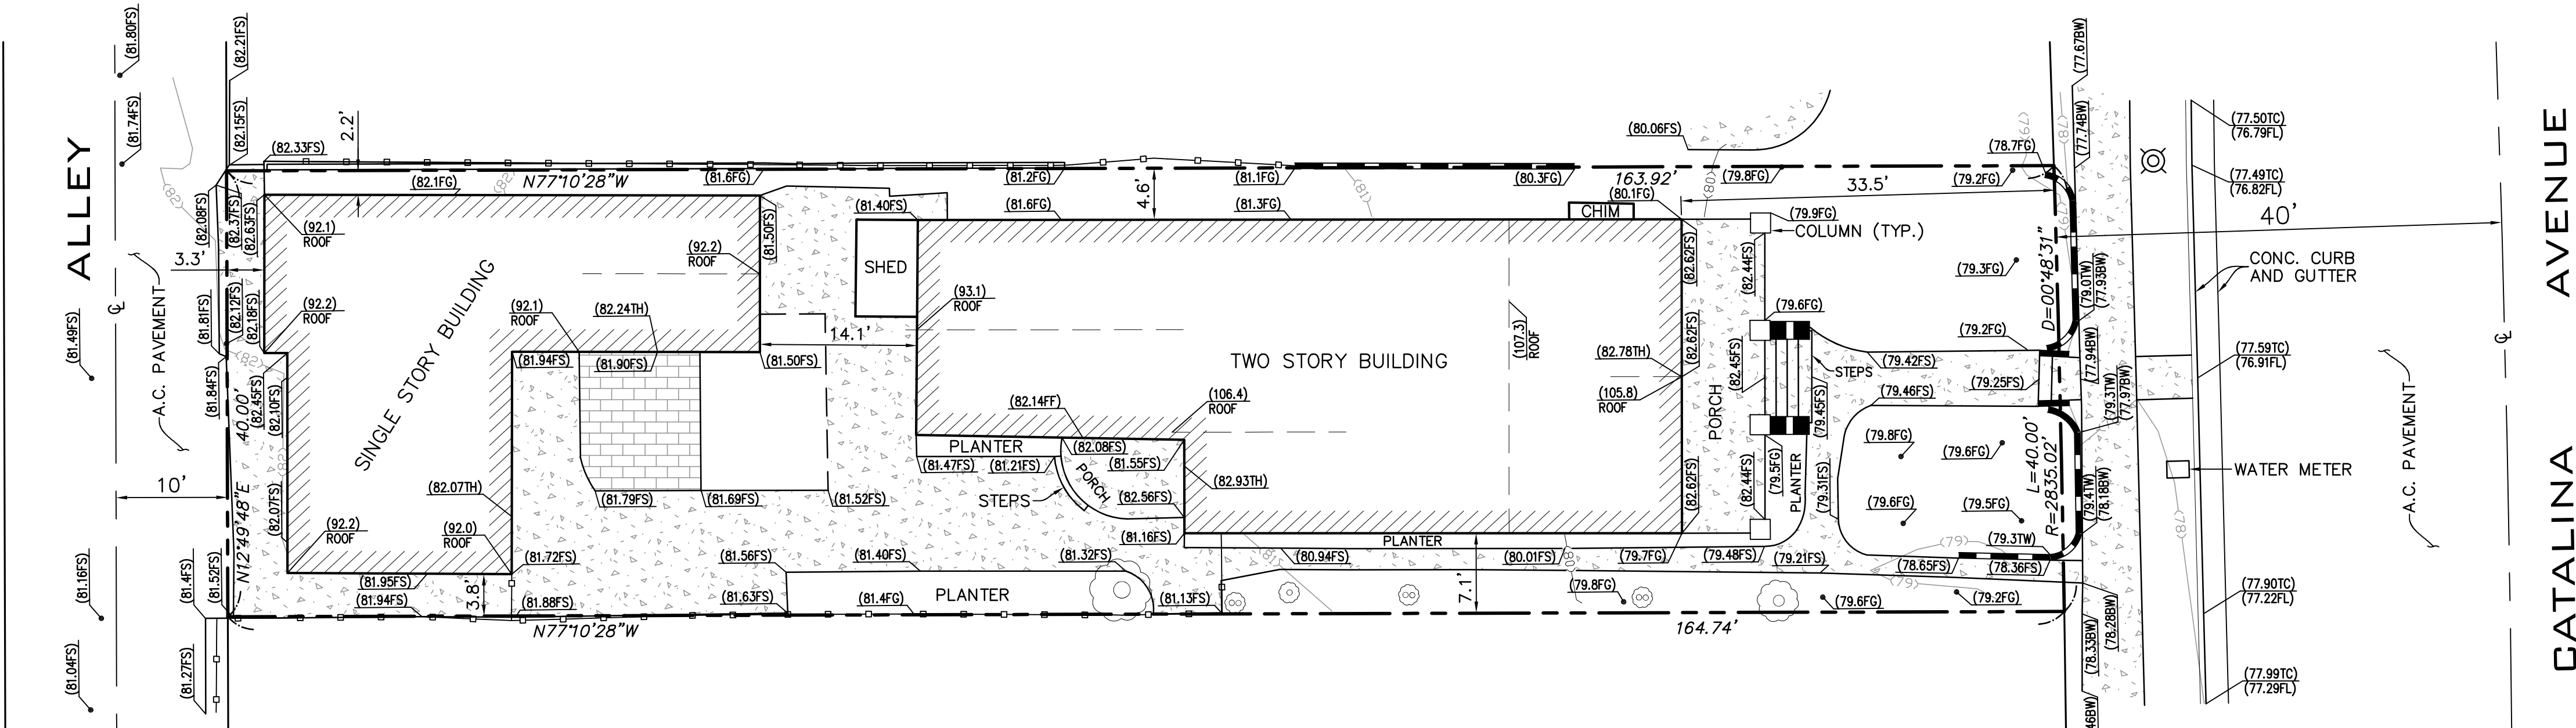 ALLEY
(81.80FS)
(81.74FS)
(82.21FS)
(82.15FS)
(82.33FS)
2.2'
N77°10'28"W
(82)
(82)
(82.1FG)
(81.6FG)
(81.2FG)
4.6'
(81.1FG)
(81)
(80.3FG)
163.92'
(80.06FS)
(80)
(79.8FG)
(79.2FG)
(78.7FG)
33.5'
(79)
(78)
(77.67BW)
(77.74BW)
(77.50TC)
(76.79FL)
(77.49TC)
(76.82FL)
40'
CONC. CURB
AND GUTTER
(77.59TC)
(76.91FL)
WATER METER
(78)
(77.90TC)
(77.22FL)
(77.99TC)
(77.29FL)
A.C. PAVEMENT
CATALINA AVENUE
(82.08FS)
(82.37FS)
(82.63FS)
3.3'
(81.81FS)
(82.12FS)
(82.18FS)
(82)
(81.49FS)
A.C. PAVEMENT
(81.84FS)
40.00'
(82.45FS)
(82.10FS)
(82)
10'
N12°49'48"E
(82.07FS)
(81.16FS)
(81.4FS)
(81.52FS)
(81.04FS)
(81.27FS)
(92.1)
ROOF
(92.2)
ROOF
(92.2)
ROOF
SINGLE STORY BUILDING
(92.1)
ROOF
(82.24TH)
(81.50FS)
(81.94FS)
(81.90FS)
(81.50FS)
14.1'
(82.07TH)
(92.2)
ROOF
(92.0)
ROOF
(81.79FS)
(81.69FS)
(81.52FS)
(81.95FS)
(81.94FS)
3.8'
(81.72FS)
(81.88FS)
N77°10'28"W
(81.56FS)
(81.63FS)
(81.40FS)
(81.4FG)
PLANTER
(81.32FS)
(81.13FS)
(81.40FS)
SHED
(81.6FG)
(81.3FG)
CHIM
(80.1FG)
(93.1)
ROOF
TWO STORY BUILDING
(107.3)
ROOF
(82.14FF)
(106.4)
ROOF
(82.78TH)
(105.8)
ROOF
PLANTER
(81.47FS)
(81.21FS)
(82.08FS)
(81.55FS)
PORCH
STEPS
(82.56FS)
(82.93TH)
(81.16FS)
PLANTER
(80.94FS)
(80.01FS)
(80)
(79.7FG)
(79.48FS)
7.1'
(79.8FG)
164.74'
(82.62FS)
(82.44FS)
(79.9FG)
COLUMN (TYP.)
(82.62FS)
(79.6FG)
(82.45FS)
STEPS
PORCH
(79.45FS)
(82.62FS)
(82.44FS)
(79.5FG)
PLANTER
(79.31FS)
(79.3FG)
(79.2FG)
(79.42FS)
(79.46FS)
(79.25FS)
(79.8FG)
(79.6FG)
(79.6FG)
(79.5FG)
(79.3TW)
(79)
(79.21FS)
(78.65FS)
(78.36FS)
(79)
(79.6FG)
(79.2FG)
D=00°48'31"
L=40.00'
R=2835.02'
(79.0TW)
(77.93BW)
(77.94BW)
(79.3TW)
(77.97BW)
(79.4TW)
(78.18BW)
(78.33BW)
(78.28BW)